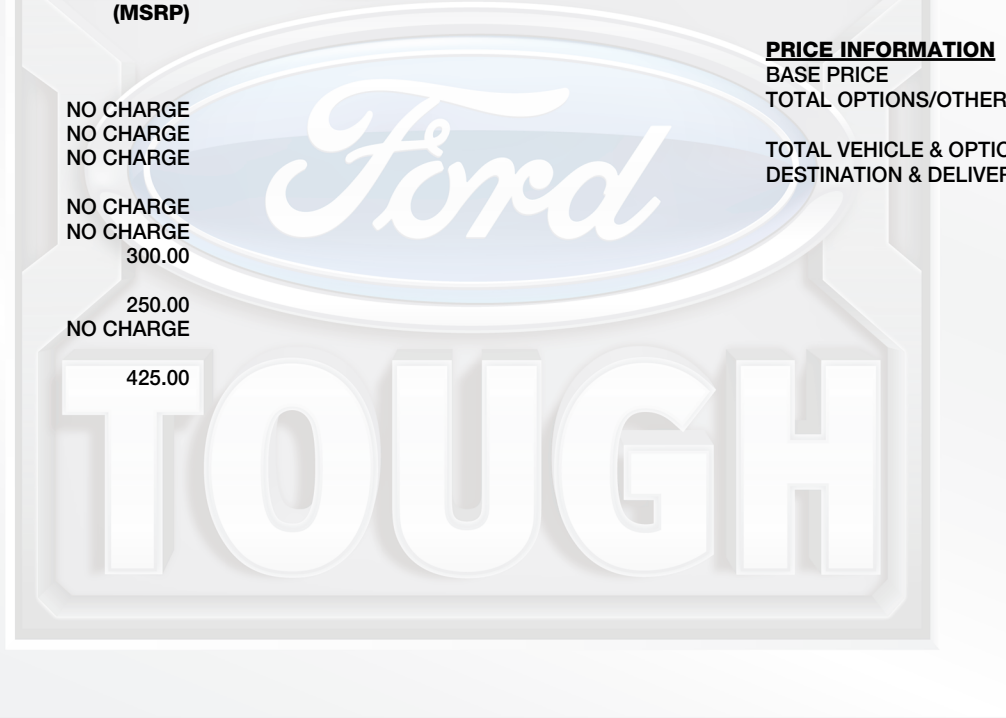 (MSRP)
NO CHARGE
NO CHARGE
NO CHARGE
NO CHARGE
NO CHARGE
300.00
250.00
NO CHARGE
425.00
PRICE INFORMATION
BASE PRICE
TOTAL OPTIONS/OTHER
TOTAL VEHICLE & OPTIO
DESTINATION & DELIVER
Ford
TOUGH